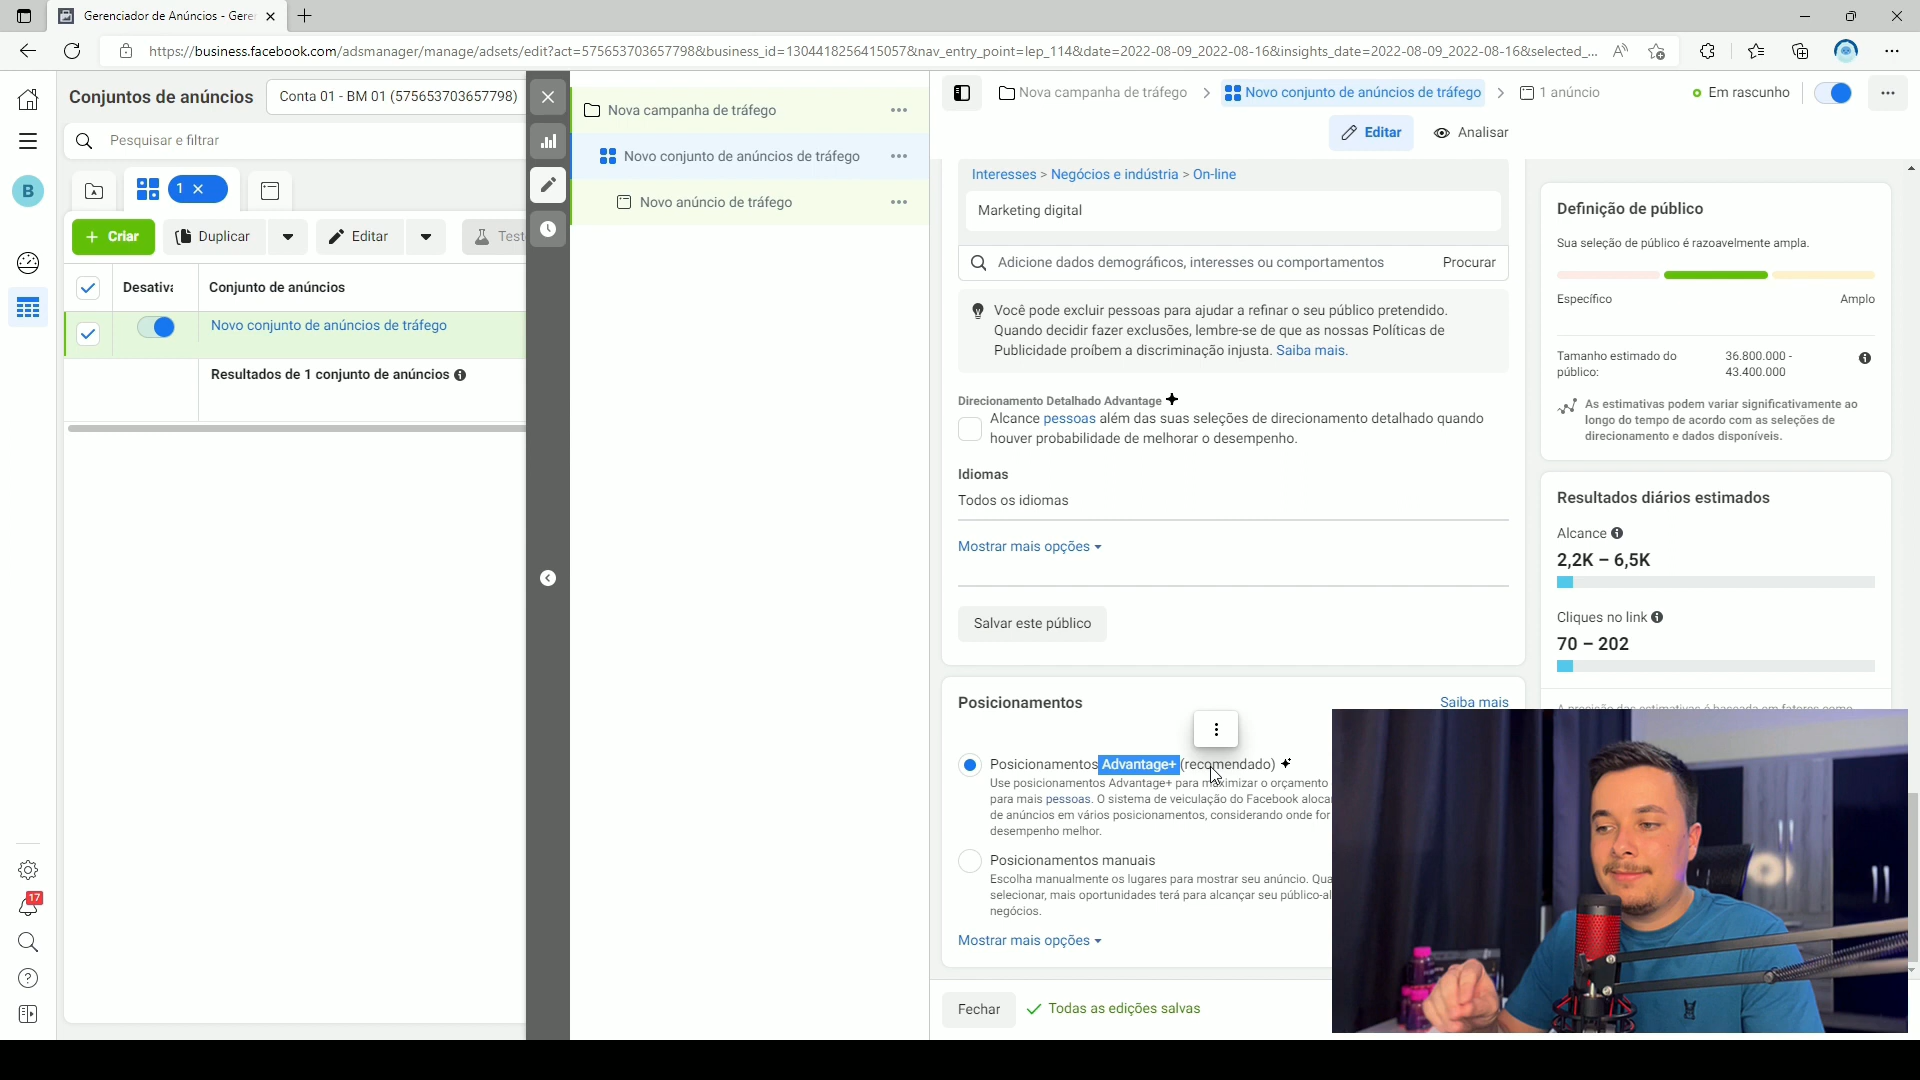 Gerenciador de Anúncios - Gere
https://business.facebook.com/adsmanager/manage/adsets/edit?act=575653703657798&business_id=1304418256415057&nav_entry_point=lep_114&date=2022-08-09_2022-08-16&insights_date=2022-08-09_2022-08-16&selected_...
Conjuntos de anúncios
Conta 01 - BM 01 (575653703657798)
Pesquisar e filtrar
B
1
Criar
Duplicar
Editar
Test
Desativa
Conjunto de anúncios
Novo conjunto de anúncios de tráfego
Resultados de 1 conjunto de anúncios
17
Nova campanha de tráfego
Novo conjunto de anúncios de tráfego
Novo anúncio de tráfego
Nova campanha de tráfego
Novo conjunto de anúncios de tráfego
1 anúncio
Em rascunho
Editar
Analisar
Interesses > Negócios e indústria > On-line
Marketing digital
Adicione dados demográficos, interesses ou comportamentos
Procurar
Você pode excluir pessoas para ajudar a refinar o seu público pretendido.
Quando decidir fazer exclusões, lembre-se de que as nossas Políticas de
Publicidade proíbem a discriminação injusta. Saiba mais.
Direcionamento Detalhado Advantage
Alcance pessoas além das suas seleções de direcionamento detalhado quando
houver probabilidade de melhorar o desempenho.
Idiomas
Todos os idiomas
Mostrar mais opções
Salvar este público
Posicionamentos
Saiba mais
Posicionamentos Advantage+ (recomendado)
Use posicionamentos Advantage+ para maximizar o orçamento
para mais pessoas. O sistema de veiculação do Facebook aloca
de anúncios em vários posicionamentos, considerando onde for
desempenho melhor.
Posicionamentos manuais
Escolha manualmente os lugares para mostrar seu anúncio. Qua
selecionar, mais oportunidades terá para alcançar seu público-al
negócios.
Mostrar mais opções
Fechar
Todas as edições salvas
Definição de público
Sua seleção de público é razoavelmente ampla.
Específico
Amplo
Tamanho estimado do
público:
36.800.000 -
43.400.000
As estimativas podem variar significativamente ao
longo do tempo de acordo com as seleções de
direcionamento e dados disponíveis.
Resultados diários estimados
Alcance
2,2K – 6,5K
Cliques no link
70 – 202